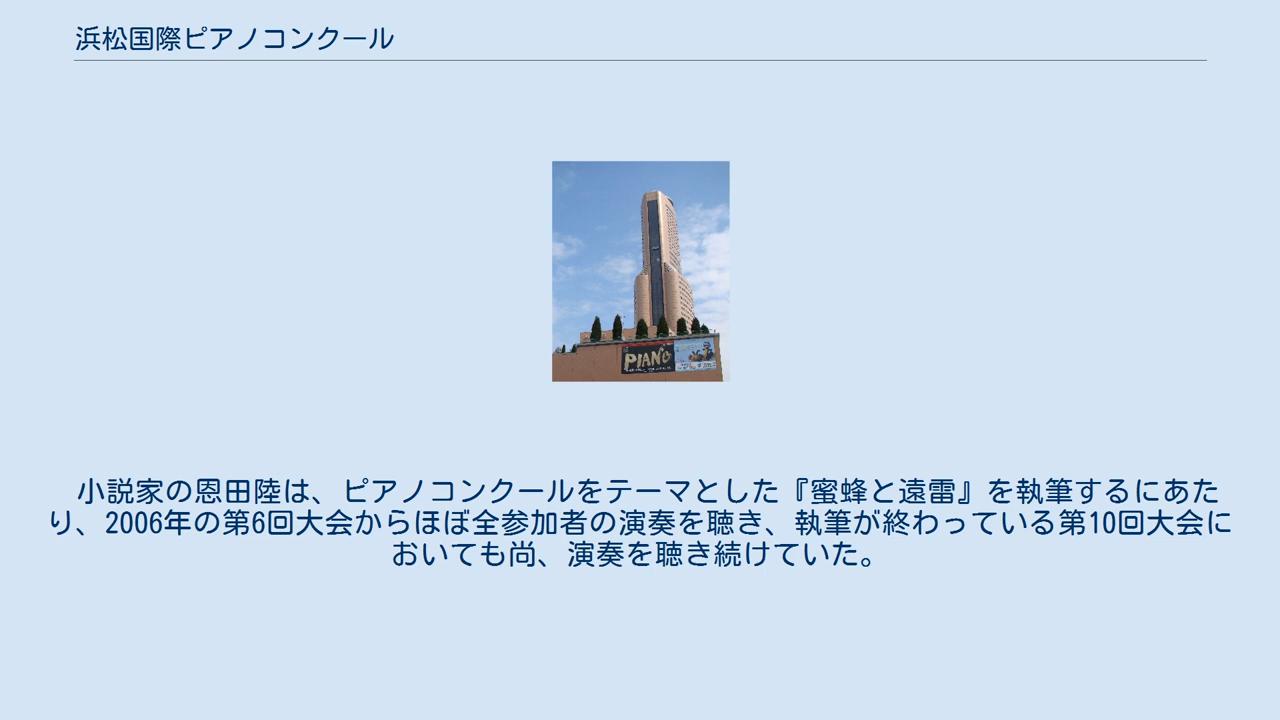 浜松国際ピアノコンクール
PIANO
小説家の恩田陸は、ピアノコンクールをテーマとした『蜜蜂と遠雷』を執筆するにあた
り、2006年の第6回大会からほぼ全参加者の演奏を聴き、執筆が終わっている第10回大会に
おいても尚、演奏を聴き続けていた。